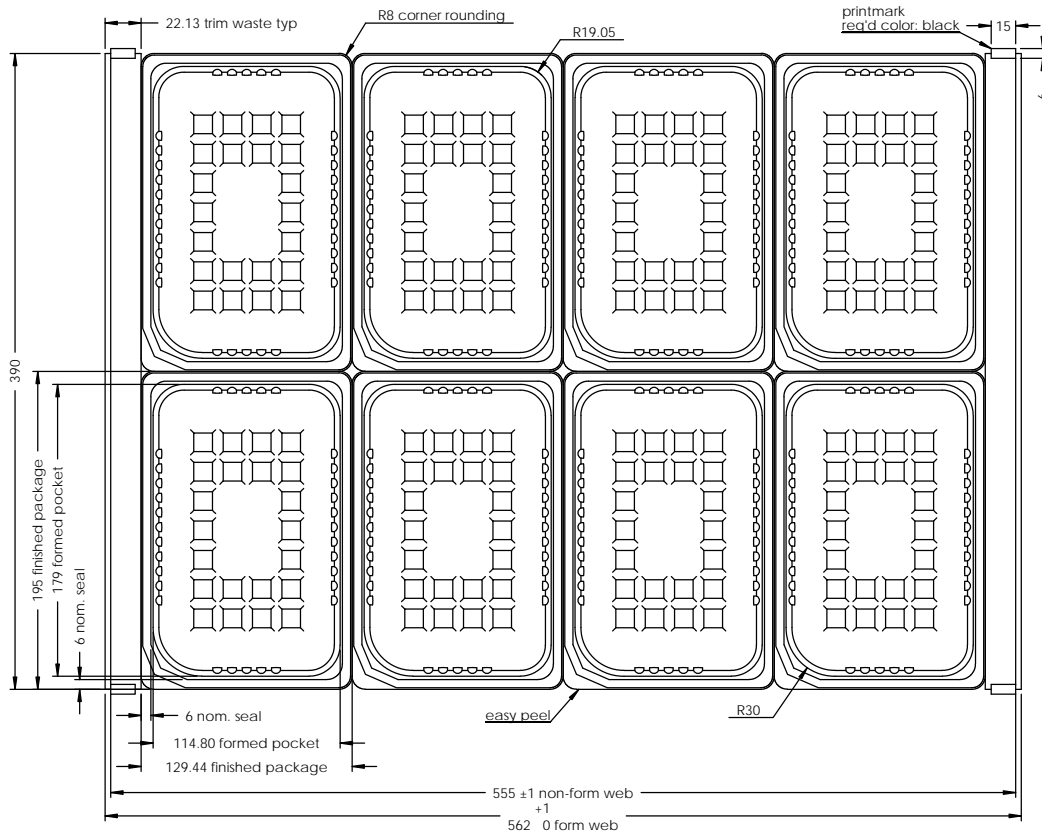 22.13 trim waste typ
R8 corner rounding
R19.05
printmark
req'd color: black
15
390
195 finished package
179 formed pocket
6 nom. seal
6 nom. seal
114.80 formed pocket
129.44 finished package
easy peel
R30
555 ±1 non-form web
+1
562 0 form web